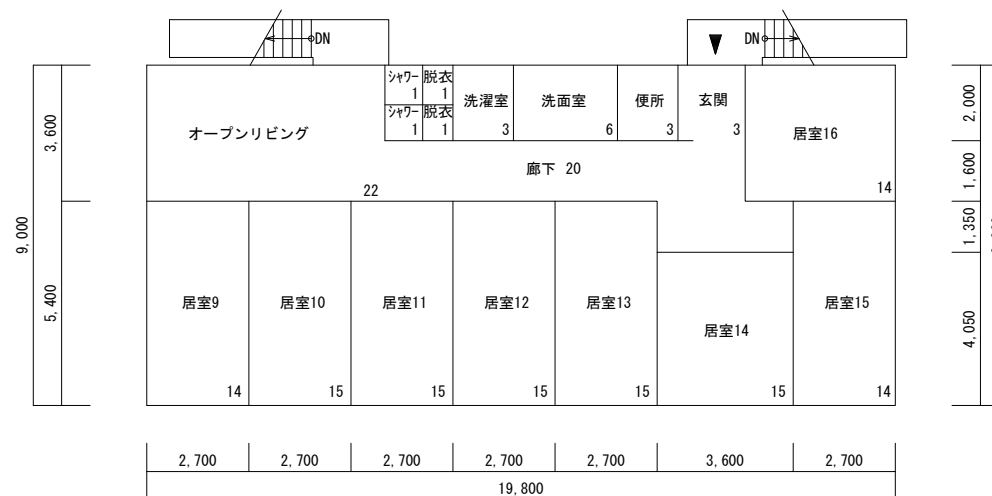 DN
DN
シャワー
1
脱衣
1
シャワー
1
脱衣
1
洗濯室
3
洗面室
6
便所
3
玄関
3
オープンリビング
22
廊下 20
居室16
14
居室9
14
居室10
15
居室11
15
居室12
15
居室13
15
居室14
15
居室15
14
3,600
5,400
9,000
2,000
1,600
1,350
4,050
2,700
2,700
2,700
2,700
2,700
3,600
2,700
19,800